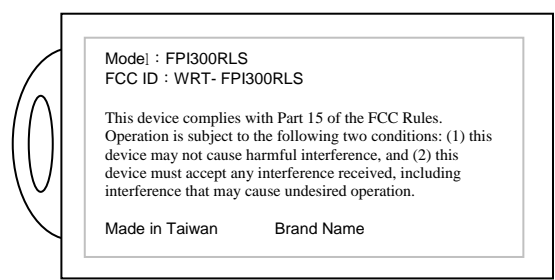 Model：FPI300RLS
FCC ID：WRT- FPI300RLS
This device complies with Part 15 of the FCC Rules.
Operation is subject to the following two conditions: (1) this
device may not cause harmful interference, and (2) this
device must accept any interference received, including
interference that may cause undesired operation.
Made in Taiwan Brand Name